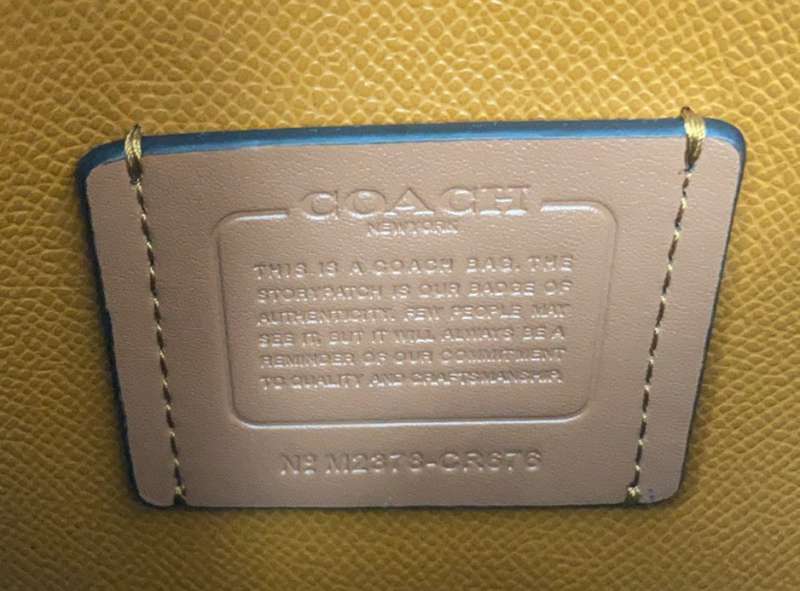 COACH
NEW YORK
THIS IS A COACH BAG. THE
STORYPATCH IS OUR BADGE OF
AUTHENTICITY. FEW PEOPLE MAY
SEE IT, BUT IT WILL ALWAYS BE A
REMINDER OF OUR COMMITMENT
TO QUALITY AND CRAFTSMANSHIP.
Nº M2378-CR676